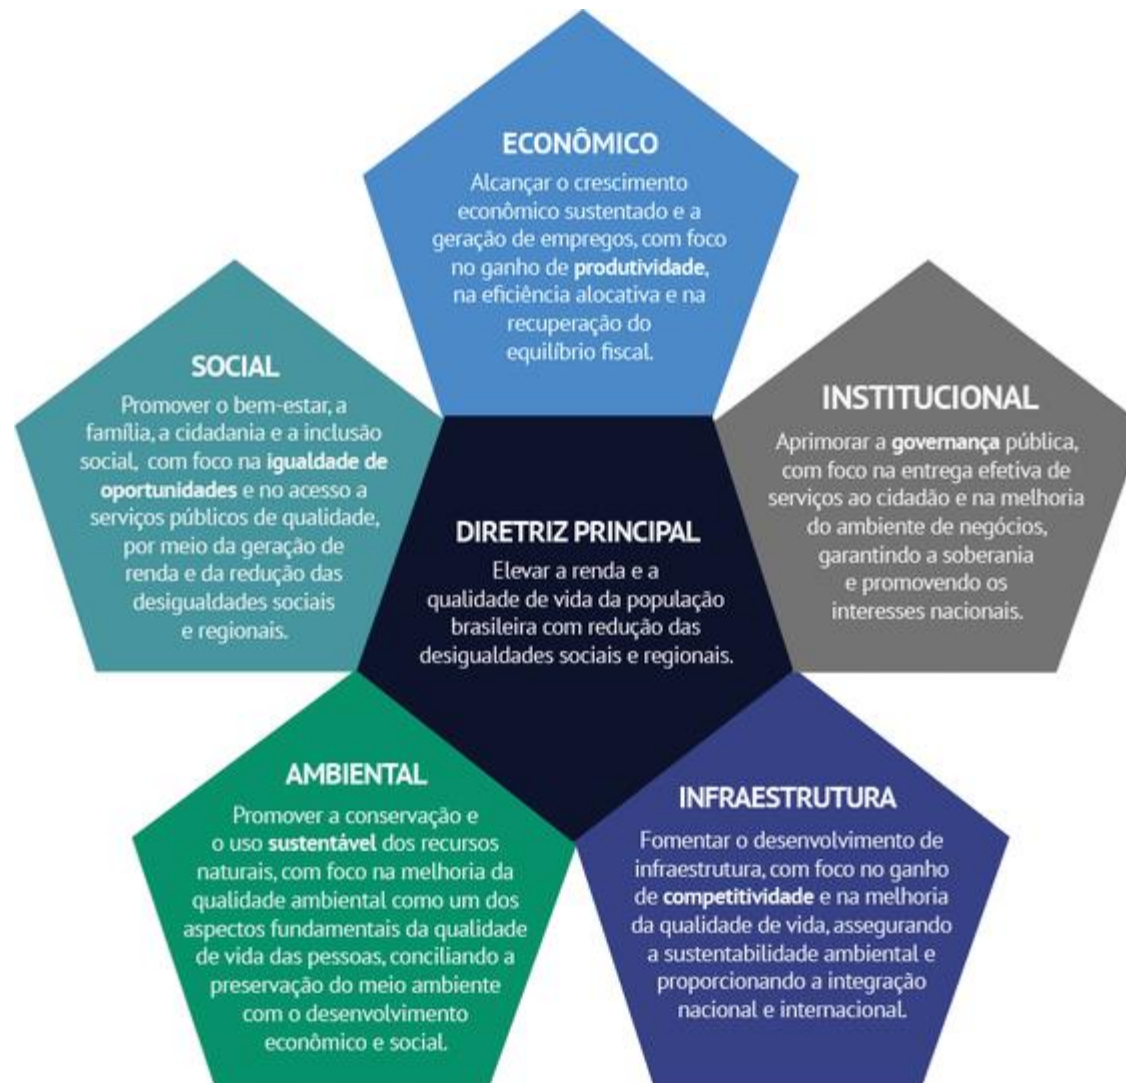 ECONÔMICO
Alcançar o crescimento
econômico sustentado e a
geração de empregos, com foco
no ganho de produtividade,
na eficiência alocativa e na
recuperação do
equilíbrio fiscal.
SOCIAL
Promover o bem-estar, a
família, a cidadania e a inclusão
social, com foco na igualdade de
oportunidades e no acesso a
serviços públicos de qualidade,
por meio da geração de
renda e da redução das
desigualdades sociais
e regionais.
INSTITUCIONAL
Aprimorar a governança pública,
com foco na entrega efetiva de
serviços ao cidadão e na melhoria
do ambiente de negócios,
garantindo a soberania
e promovendo os
interesses nacionais.
DIRETRIZ PRINCIPAL
Elevar a renda e a
qualidade de vida da população
brasileira com redução das
desigualdades sociais e regionais.
AMBIENTAL
Promover a conservação e
o uso sustentável dos recursos
naturais, com foco na melhoria da
qualidade ambiental como um dos
aspectos fundamentais da qualidade
de vida das pessoas, conciliando a
preservação do meio ambiente
com o desenvolvimento
econômico e social.
INFRAESTRUTURA
Fomentar o desenvolvimento de
infraestrutura, com foco no ganho
de competitividade e na melhoria
da qualidade de vida, assegurando
a sustentabilidade ambiental e
proporcionando a integração
nacional e internacional.